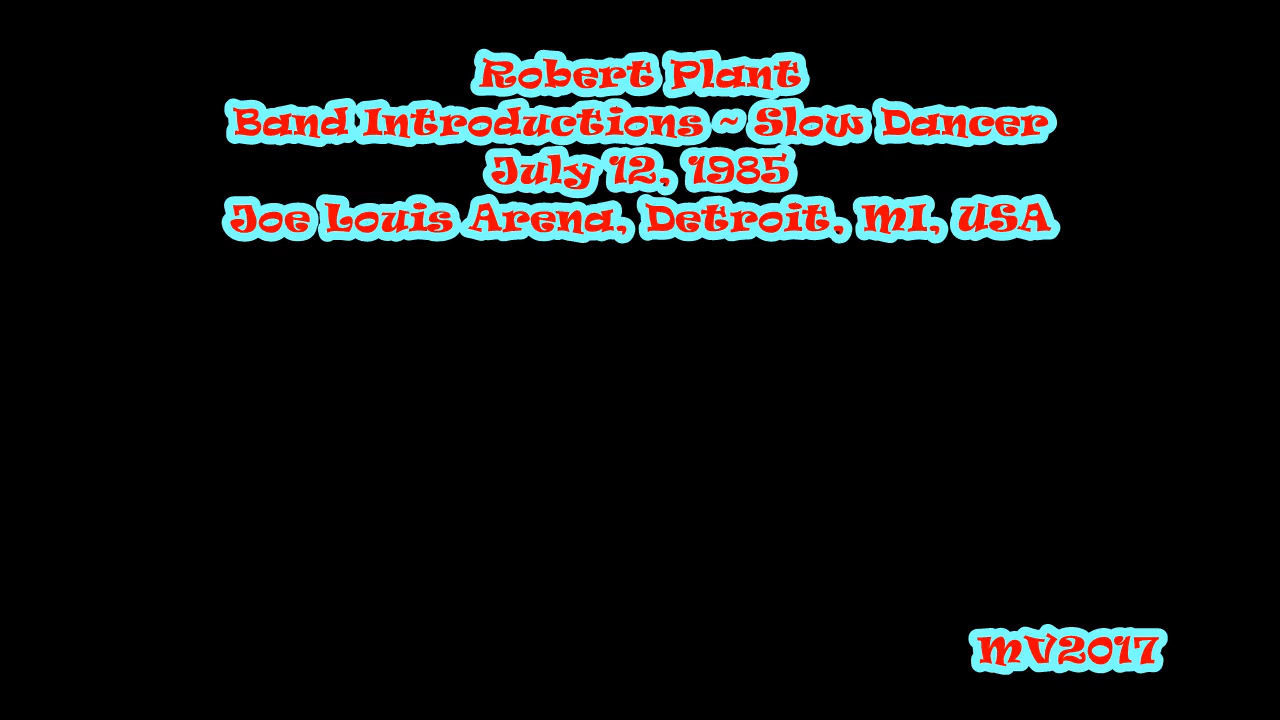 Robert Plant
Band Introductions ~ Slow Dancer
July 12, 1985
Joe Louis Arena, Detroit, MI, USA
MV2017